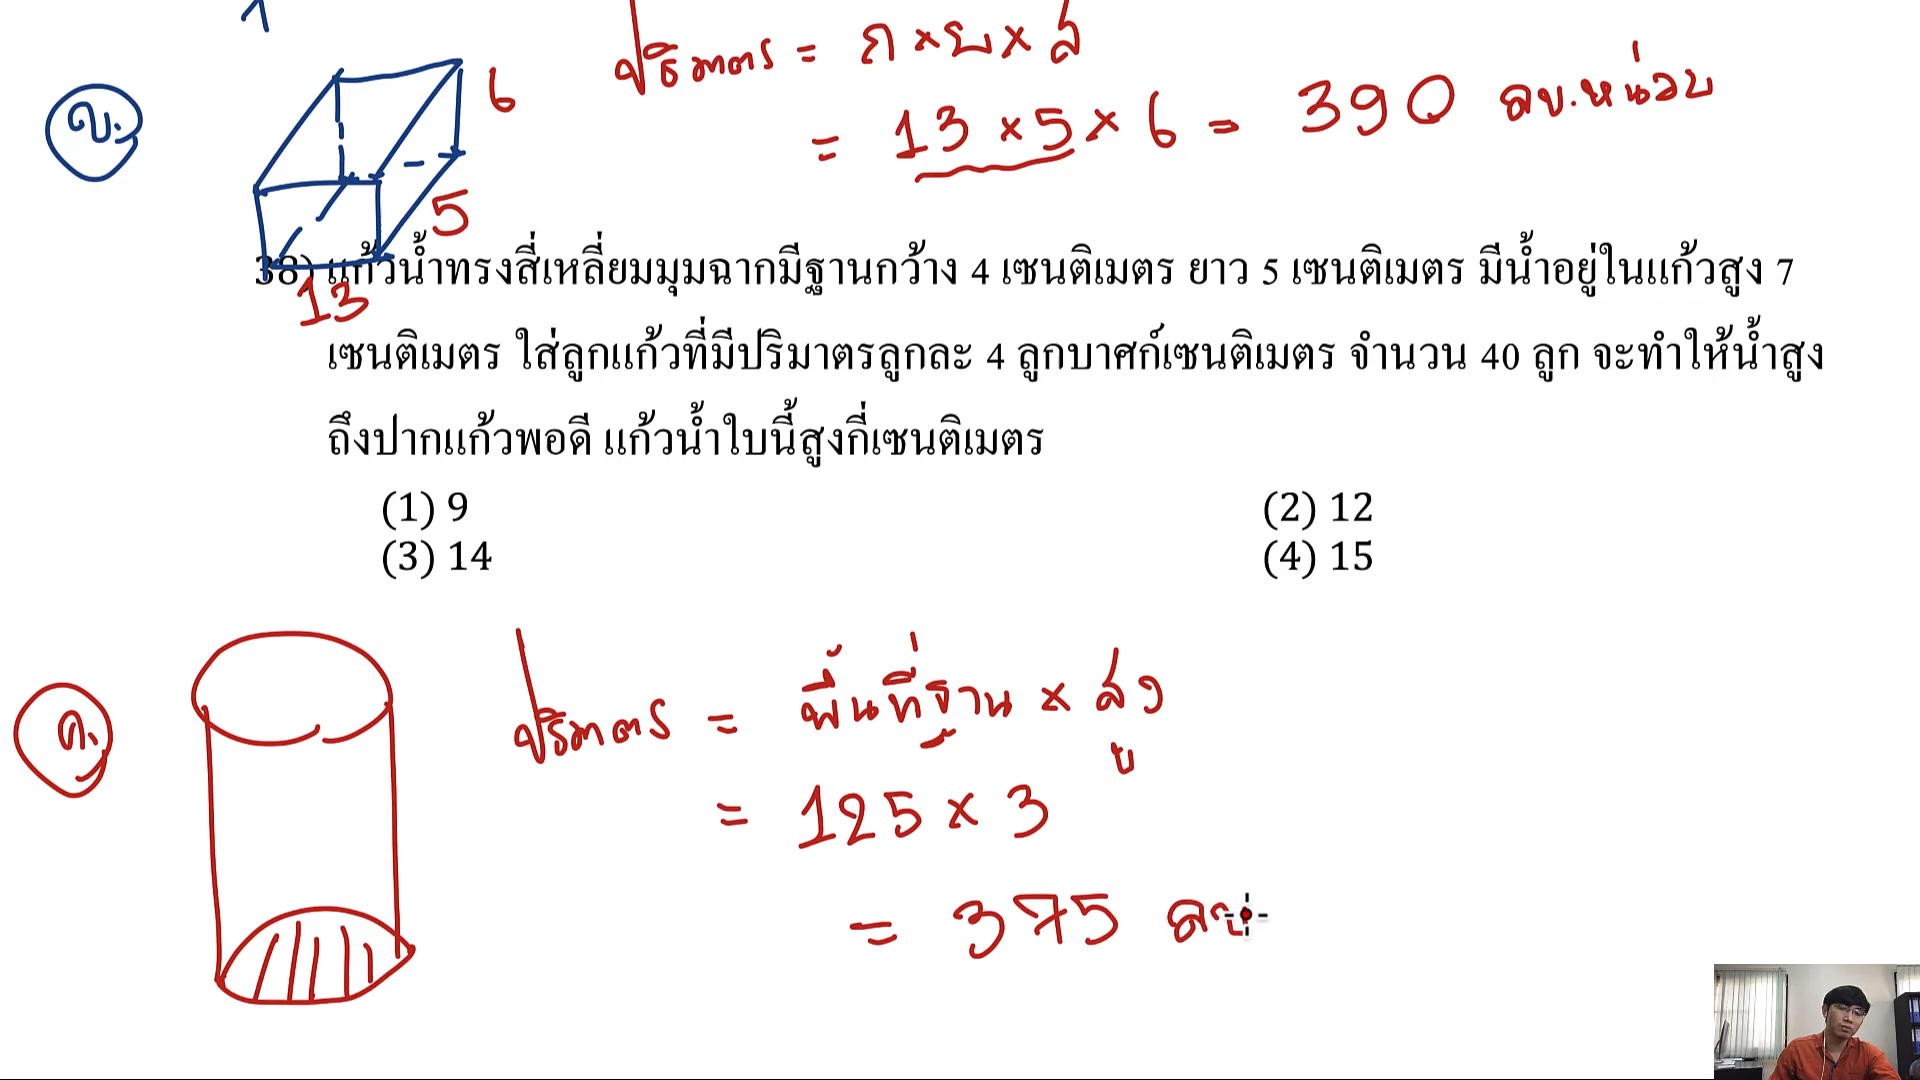 ปริมาตร = ก × ย × ส
ข. 6
= 13 × 5 × 6 = 390 ลบ.หน่วย
5
38) แก้วน้ำทรงสี่เหลี่ยมมุมฉากมีฐานกว้าง 4 เซนติเมตร ยาว 5 เซนติเมตร มีน้ำอยู่ในแก้วสูง 7
13
เซนติเมตร ใส่ลูกแก้วที่มีปริมาตรลูกละ 4 ลูกบาศก์เซนติเมตร จำนวน 40 ลูก จะทำให้น้ำสูง
ถึงปากแก้วพอดี แก้วน้ำใบนี้สูงกี่เซนติเมตร
(1) 9 (2) 12
(3) 14 (4) 15
ค. ปริมาตร = พื้นที่ฐาน × สูง
= 125 × 3
= 375 ลบ